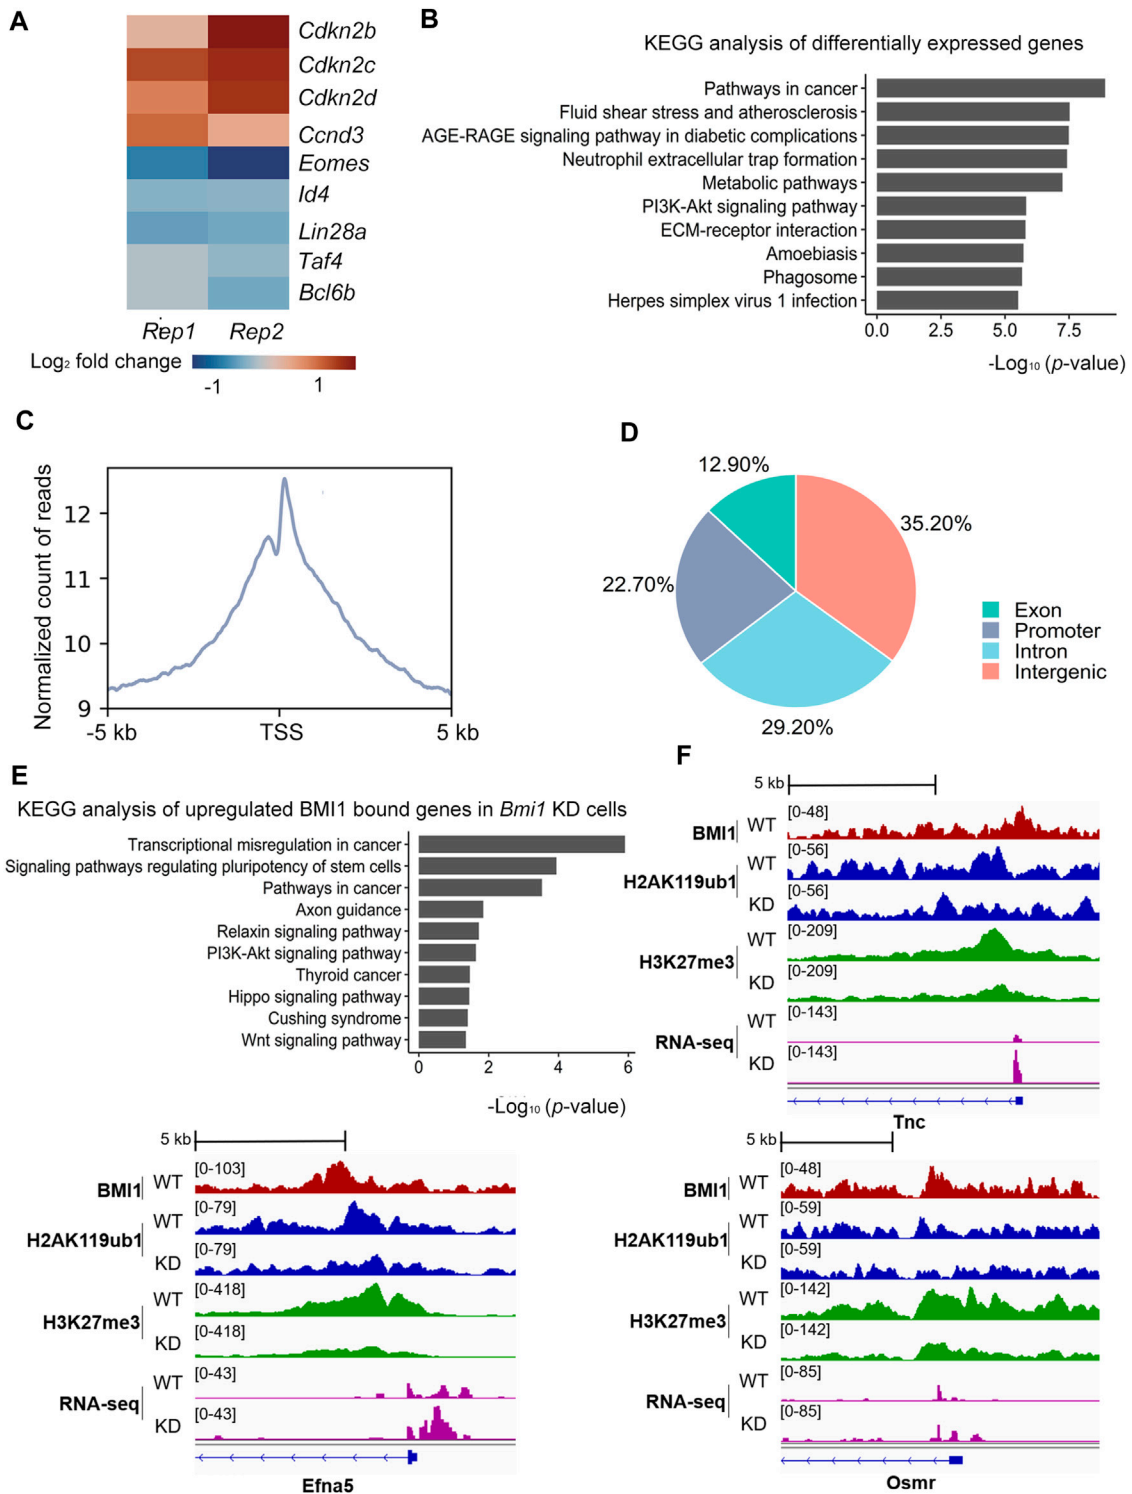 A
Cdkn2b
Cdkn2c
Cdkn2d
Ccnd3
Eomes
Id4
Lin28a
Taf4
Bcl6b
Rep1 Rep2
Log2 fold change
-1 1
B
KEGG analysis of differentially expressed genes
Pathways in cancer
Fluid shear stress and atherosclerosis
AGE-RAGE signaling pathway in diabetic complications
Neutrophil extracellular trap formation
Metabolic pathways
PI3K-Akt signaling pathway
ECM-receptor interaction
Amoebiasis
Phagosome
Herpes simplex virus 1 infection
0.0 2.5 5.0 7.5
-Log10 (p-value)
C
Normalized count of reads
12
11
10
9
-5 kb TSS 5 kb
D
12.90%
35.20%
22.70%
29.20%
Exon
Promoter
Intron
Intergenic
E
KEGG analysis of upregulated BMI1 bound genes in Bmi1 KD cells
Transcriptional misregulation in cancer
Signaling pathways regulating pluripotency of stem cells
Pathways in cancer
Axon guidance
Relaxin signaling pathway
PI3K-Akt signaling pathway
Thyroid cancer
Hippo signaling pathway
Cushing syndrome
Wnt signaling pathway
0 2 4 6
-Log10 (p-value)
F
5 kb
BMI1 WT [0-48]
H2AK119ub1
WT [0-56]
KD [0-56]
H3K27me3
WT [0-209]
KD [0-209]
RNA-seq
WT [0-143]
KD [0-143]
Tnc
5 kb
BMI1 WT [0-103]
H2AK119ub1
WT [0-79]
KD [0-79]
H3K27me3
WT [0-418]
KD [0-418]
RNA-seq
WT [0-43]
KD [0-43]
Efna5
5 kb
BMI1 WT [0-48]
H2AK119ub1
WT [0-59]
KD [0-59]
H3K27me3
WT [0-142]
KD [0-142]
RNA-seq
WT [0-85]
KD [0-85]
Osmr